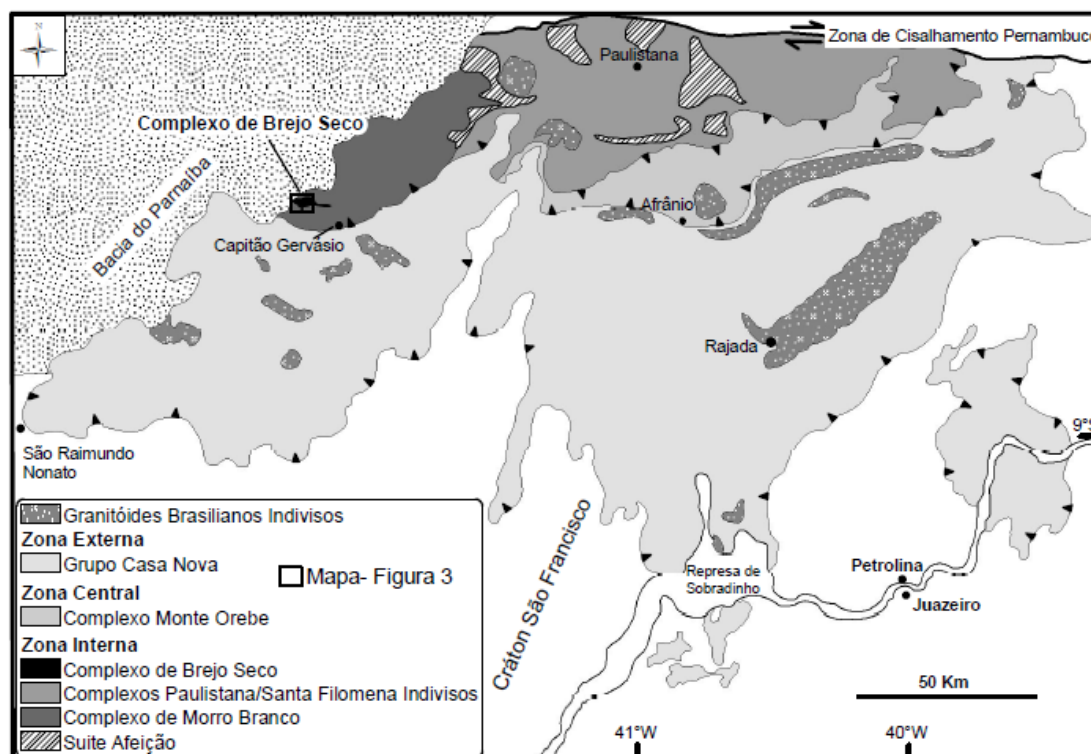 Zona de Cisalhamento Pernambuco
Paulistana
Complexo de Brejo Seco
Bacia do Parnaíba
Capitão Gervásio
Afrânio
Rajada
São Raimundo
Nonato
9°S
Cráton São Francisco
Represa de
Sobradinho
Petrolina
Juazeiro
Granitóides Brasilianos Indivisos
Zona Externa
Grupo Casa Nova
Mapa- Figura 3
Zona Central
Complexo Monte Orebe
Zona Interna
Complexo de Brejo Seco
Complexos Paulistana/Santa Filomena Indivisos
Complexo de Morro Branco
Suite Afeição
50 Km
41°W
40°W